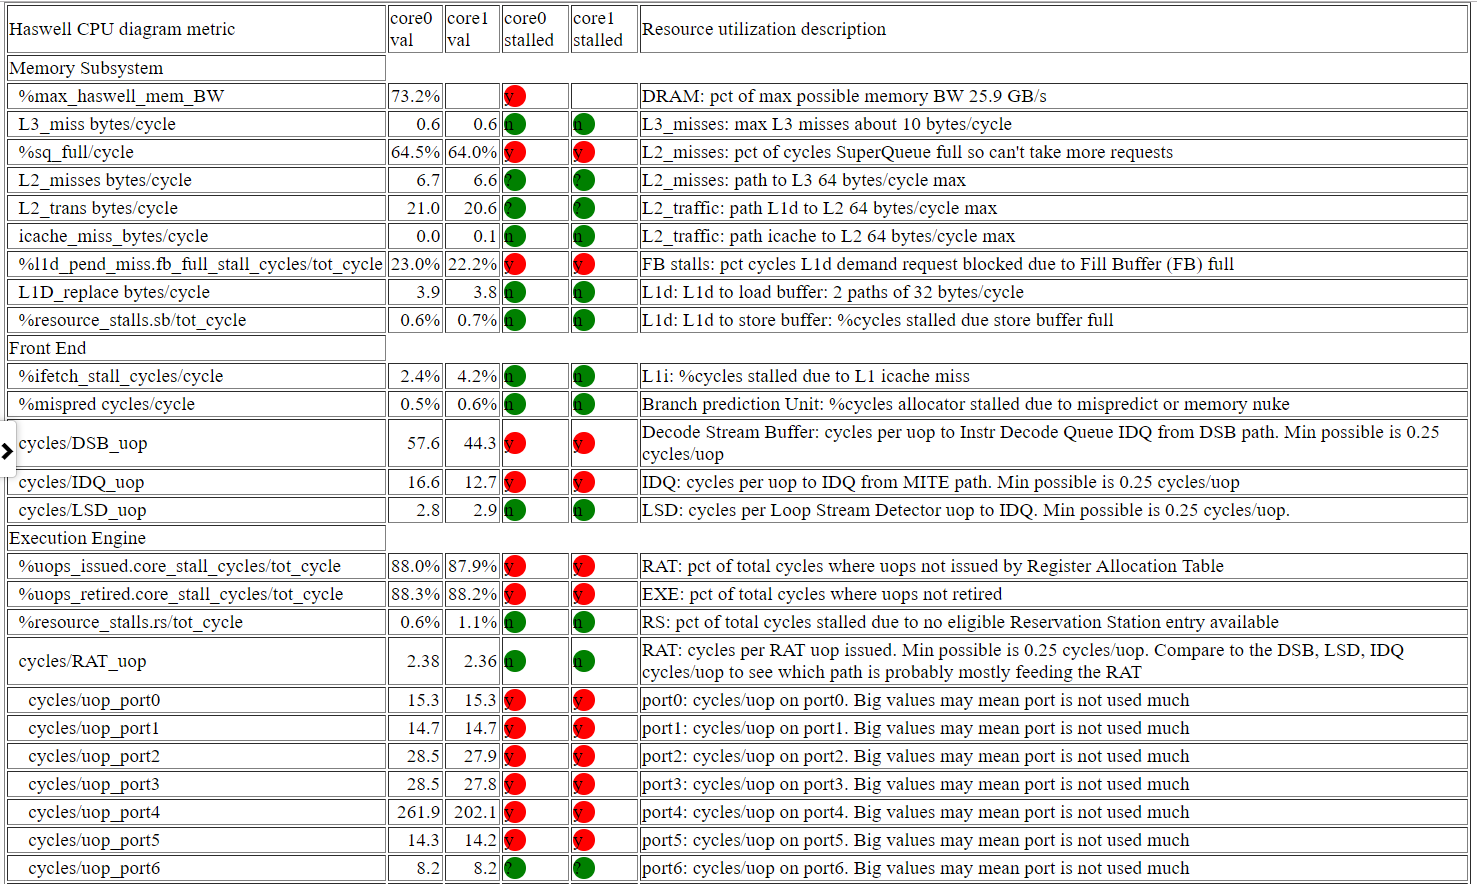 Haswell CPU diagram metric core0 val core1 val core0 stalled core1 stalled Resource utilization description
Memory Subsystem
%max_haswell_mem_BW 73.2% y DRAM: pct of max possible memory BW 25.9 GB/s
L3_miss bytes/cycle 0.6 0.6 n n L3_misses: max L3 misses about 10 bytes/cycle
%sq_full/cycle 64.5% 64.0% y y L2_misses: pct of cycles SuperQueue full so can't take more requests
L2_misses bytes/cycle 6.7 6.6 ? ? L2_misses: path to L3 64 bytes/cycle max
L2_trans bytes/cycle 21.0 20.6 ? ? L2_traffic: path L1d to L2 64 bytes/cycle max
icache_miss_bytes/cycle 0.0 0.1 n n L2_traffic: path icache to L2 64 bytes/cycle max
%l1d_pend_miss.fb_full_stall_cycles/tot_cycle 23.0% 22.2% y y FB stalls: pct cycles L1d demand request blocked due to Fill Buffer (FB) full
L1D_replace bytes/cycle 3.9 3.8 n n L1d: L1d to load buffer: 2 paths of 32 bytes/cycle
%resource_stalls.sb/tot_cycle 0.6% 0.7% n n L1d: L1d to store buffer: %cycles stalled due store buffer full
Front End
%ifetch_stall_cycles/cycle 2.4% 4.2% n n L1i: %cycles stalled due to L1 icache miss
%mispred cycles/cycle 0.5% 0.6% n n Branch prediction Unit: %cycles allocator stalled due to mispredict or memory nuke
cycles/DSB_uop 57.6 44.3 y y Decode Stream Buffer: cycles per uop to Instr Decode Queue IDQ from DSB path. Min possible is 0.25
cycles/uop
cycles/IDQ_uop 16.6 12.7 y y IDQ: cycles per uop to IDQ from MITE path. Min possible is 0.25 cycles/uop
cycles/LSD_uop 2.8 2.9 n n LSD: cycles per Loop Stream Detector uop to IDQ. Min possible is 0.25 cycles/uop.
Execution Engine
%uops_issued.core_stall_cycles/tot_cycle 88.0% 87.9% y y RAT: pct of total cycles where uops not issued by Register Allocation Table
%uops_retired.core_stall_cycles/tot_cycle 88.3% 88.2% y y EXE: pct of total cycles where uops not retired
%resource_stalls.rs/tot_cycle 0.6% 1.1% n n RS: pct of total cycles stalled due to no eligible Reservation Station entry available
cycles/RAT_uop 2.38 2.36 n n RAT: cycles per RAT uop issued. Min possible is 0.25 cycles/uop. Compare to the DSB, LSD, IDQ
cycles/uop to see which path is probably mostly feeding the RAT
cycles/uop_port0 15.3 15.3 y y port0: cycles/uop on port0. Big values may mean port is not used much
cycles/uop_port1 14.7 14.7 y y port1: cycles/uop on port1. Big values may mean port is not used much
cycles/uop_port2 28.5 27.9 y y port2: cycles/uop on port2. Big values may mean port is not used much
cycles/uop_port3 28.5 27.8 y y port3: cycles/uop on port3. Big values may mean port is not used much
cycles/uop_port4 261.9 202.1 y y port4: cycles/uop on port4. Big values may mean port is not used much
cycles/uop_port5 14.3 14.2 y y port5: cycles/uop on port5. Big values may mean port is not used much
cycles/uop_port6 8.2 8.2 ? ? port6: cycles/uop on port6. Big values may mean port is not used much